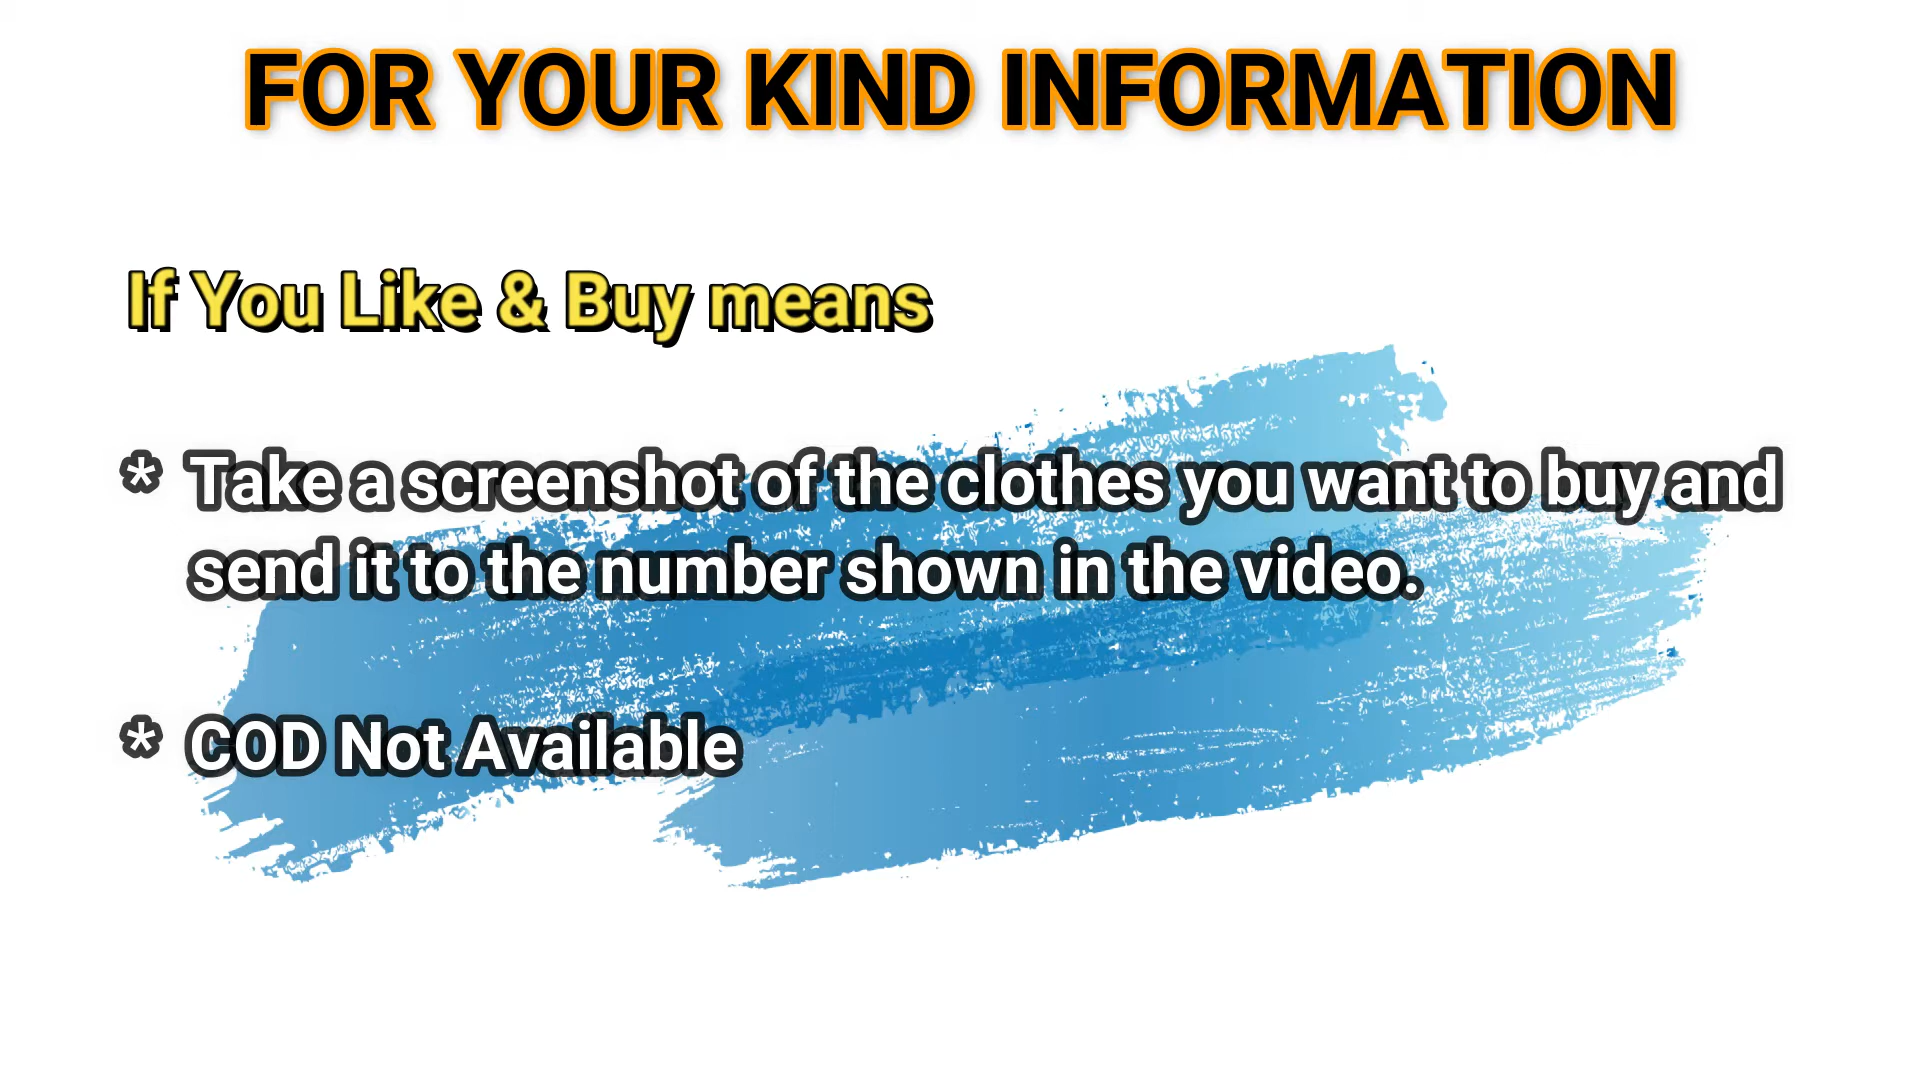 FOR YOUR KIND INFORMATION
If You Like & Buy means
* Take a screenshot of the clothes you want to buy and
send it to the number shown in the video.
* COD Not Available